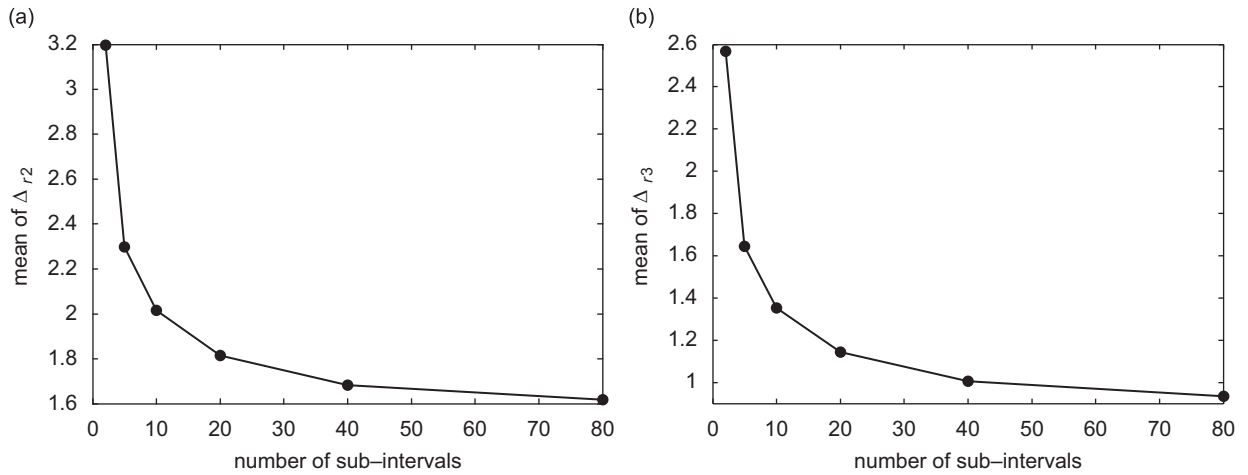 (a)
3.2
3
2.8
2.6
2.4
2.2
2
1.8
1.6
mean of Δ r2
0 10 20 30 40 50 60 70 80
number of sub–intervals
(b)
2.6
2.4
2.2
2
1.8
1.6
1.4
1.2
1
mean of Δ r3
0 10 20 30 40 50 60 70 80
number of sub–intervals